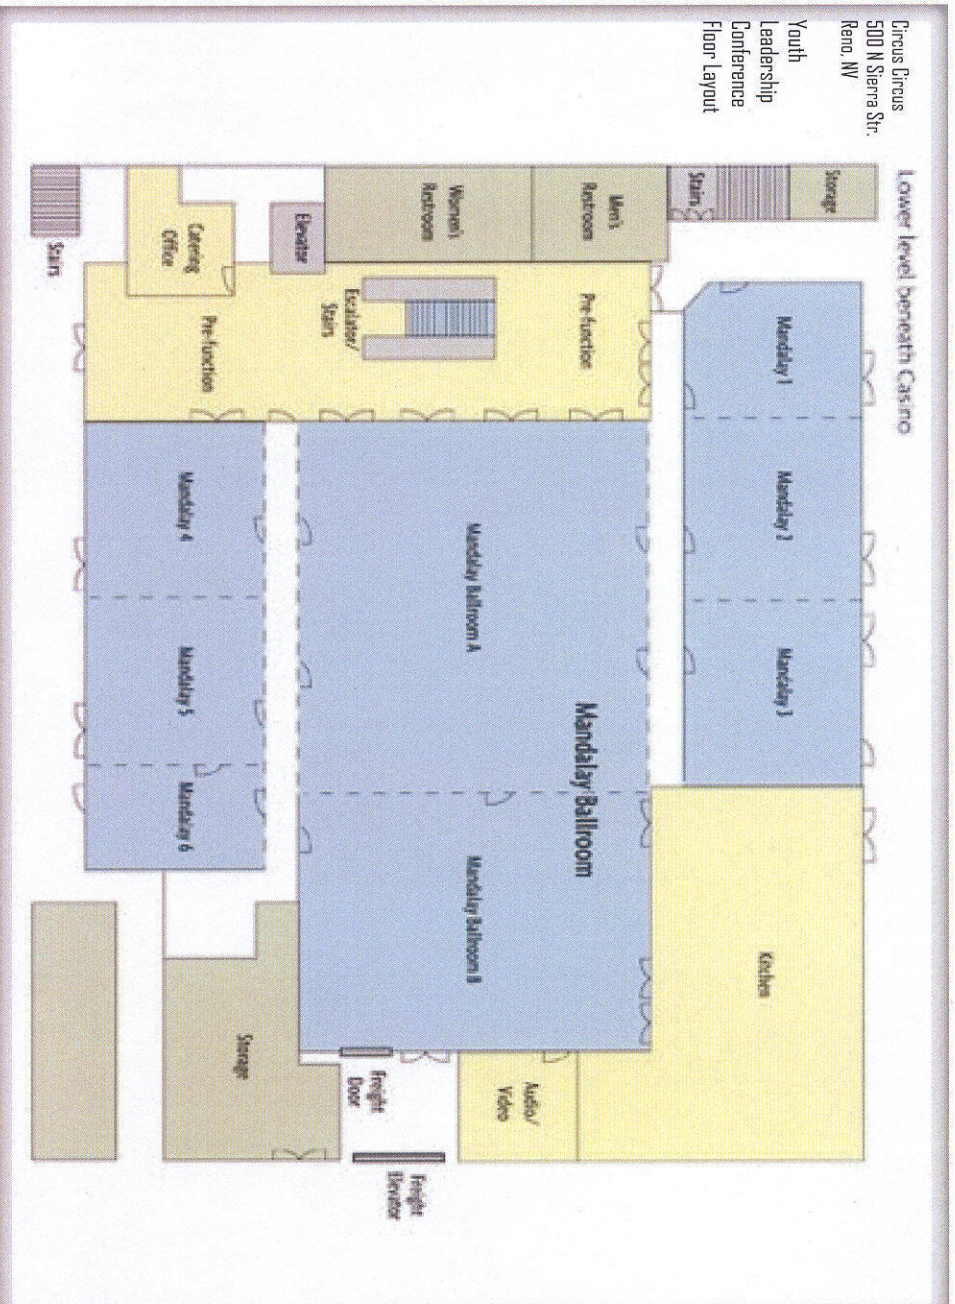 Circus Circus
500 N Sierra Str.
Reno, NV
Youth
Leadership
Conference
Floor Layout
Lower level beneath Casino
Storage
Stairs
Men's
Restroom
Women's
Restroom
Elevator
Catering
Office
Stairs
Pre-function
Escalator/
Stairs
Pre-function
Mandalay 1
Mandalay 2
Mandalay 3
Kitchen
Mandalay Ballroom
Mandalay Ballroom A
Mandalay Ballroom B
Audio/
Video
Mandalay 4
Mandalay 5
Mandalay 6
Storage
Freight
Door
Freight
Elevator